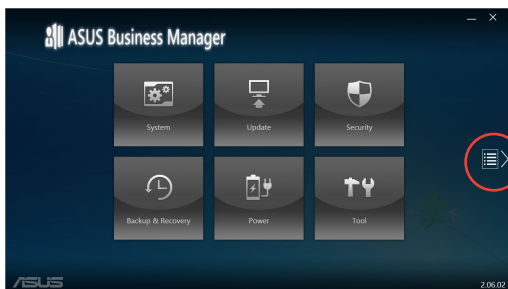 ASUS Business Manager
System Update Security
Backup & Recovery Power Tool
ASUS
2.06.02